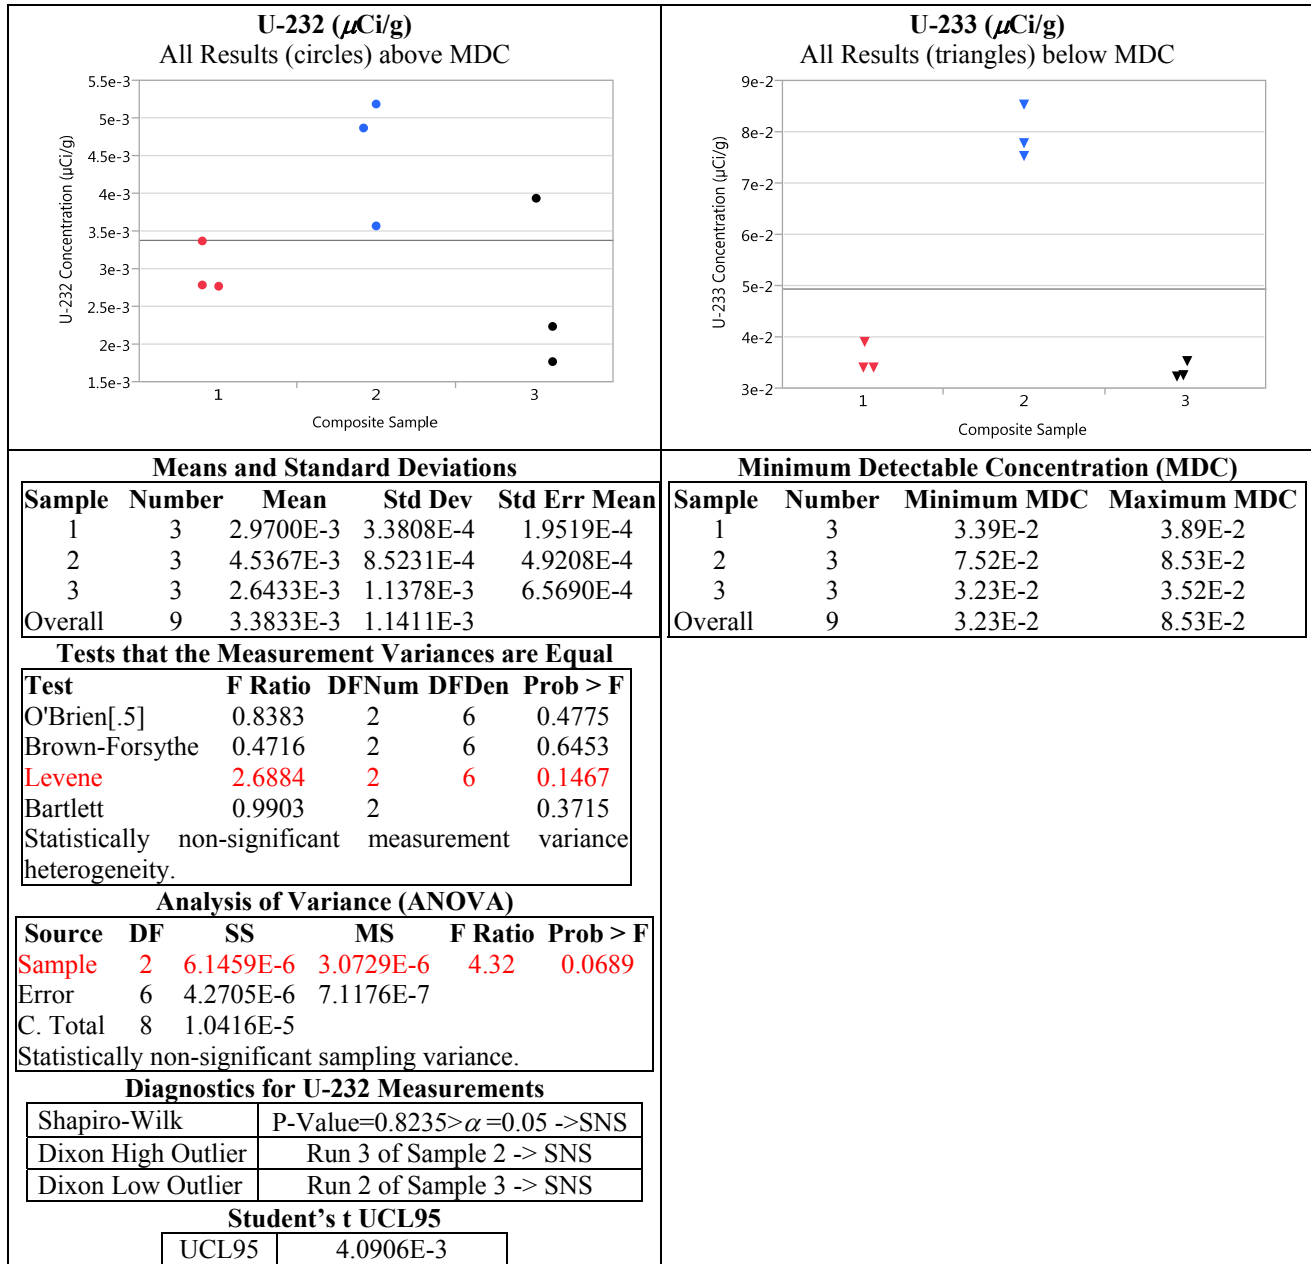 U-232 (μCi/g)
All Results (circles) above MDC
5.5e-3
5e-3
4.5e-3
4e-3
3.5e-3
3e-3
2.5e-3
2e-3
1.5e-3
U-232 Concentration (μCi/g)
1 2 3
Composite Sample
U-233 (μCi/g)
All Results (triangles) below MDC
9e-2
8e-2
7e-2
6e-2
5e-2
4e-2
3e-2
U-233 Concentration (μCi/g)
1 2 3
Composite Sample
Means and Standard Deviations
Sample Number Mean Std Dev Std Err Mean
1 3 2.9700E-3 3.3808E-4 1.9519E-4
2 3 4.5367E-3 8.5231E-4 4.9208E-4
3 3 2.6433E-3 1.1378E-3 6.5690E-4
Overall 9 3.3833E-3 1.1411E-3
Tests that the Measurement Variances are Equal
Test F Ratio DFNum DFDen Prob > F
O'Brien[.5] 0.8383 2 6 0.4775
Brown-Forsythe 0.4716 2 6 0.6453
Levene 2.6884 2 6 0.1467
Bartlett 0.9903 2 0.3715
Statistically non-significant measurement variance
heterogeneity.
Analysis of Variance (ANOVA)
Source DF SS MS F Ratio Prob > F
Sample 2 6.1459E-6 3.0729E-6 4.32 0.0689
Error 6 4.2705E-6 7.1176E-7
C. Total 8 1.0416E-5
Statistically non-significant sampling variance.
Diagnostics for U-232 Measurements
Shapiro-Wilk P-Value=0.8235>α =0.05 ->SNS
Dixon High Outlier Run 3 of Sample 2 -> SNS
Dixon Low Outlier Run 2 of Sample 3 -> SNS
Student’s t UCL95
UCL95 4.0906E-3
Minimum Detectable Concentration (MDC)
Sample Number Minimum MDC Maximum MDC
1 3 3.39E-2 3.89E-2
2 3 7.52E-2 8.53E-2
3 3 3.23E-2 3.52E-2
Overall 9 3.23E-2 8.53E-2